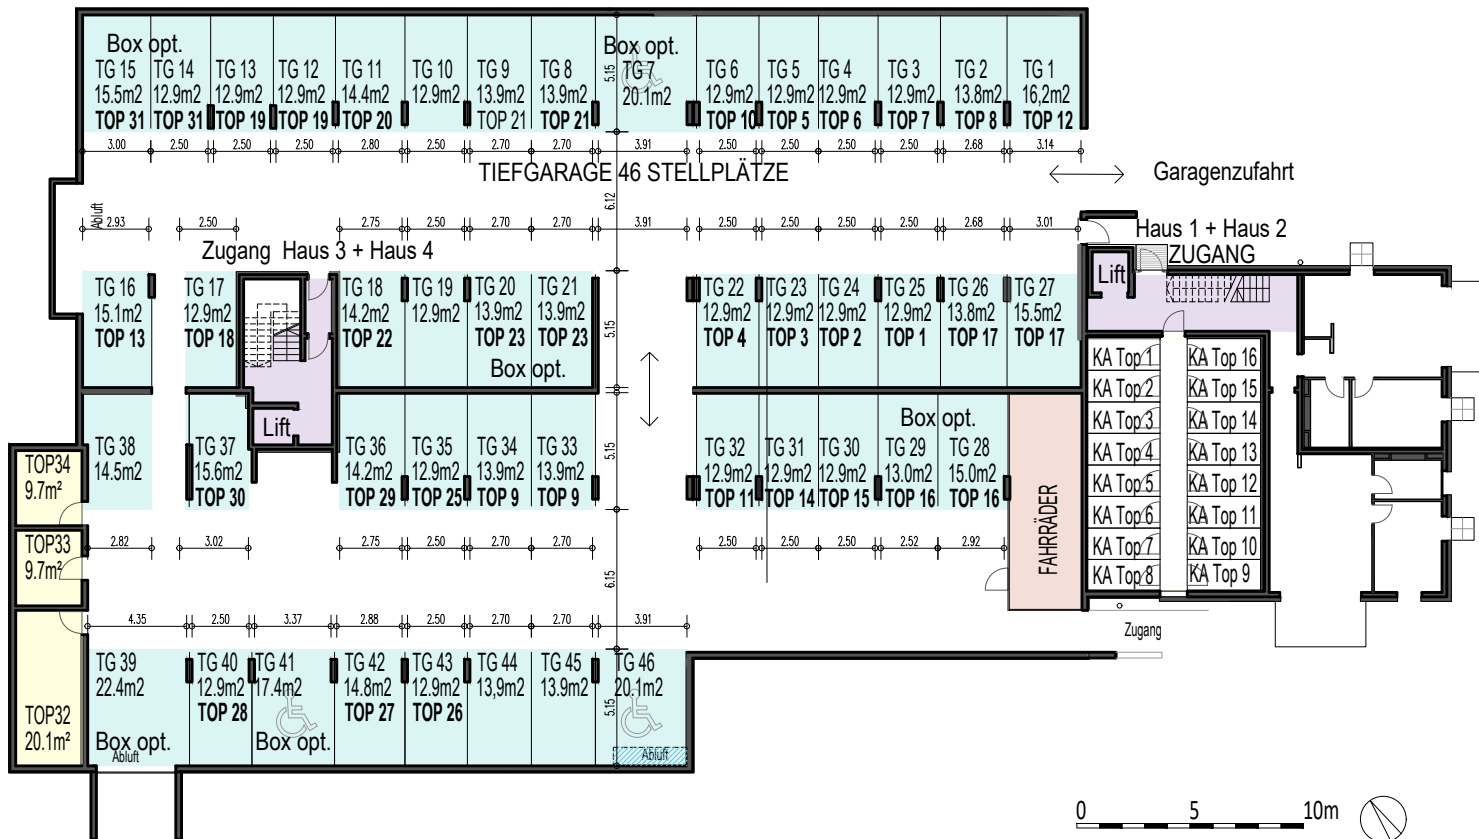 Box opt.
Box opt.
TG 15
15.5m2
TOP 31
TG 14
12.9m2
TOP 31
TG 13
12.9m2
TOP 19
TG 12
12.9m2
TOP 19
TG 11
14.4m2
TOP 20
TG 10
12.9m2
TG 9
13.9m2
TOP 21
TG 8
13.9m2
TOP 21
TG 7
20.1m2
TG 6
12.9m2
TOP 10
TG 5
12.9m2
TOP 5
TG 4
12.9m2
TOP 6
TG 3
12.9m2
TOP 7
TG 2
13.8m2
TOP 8
TG 1
16,2m2
TOP 12
5.15
3.00 2.50 2.50 2.50 2.80 2.50 2.70 2.70 3.91 2.50 2.50 2.50 2.50 2.68 3.14
TIEFGARAGE 46 STELLPLÄTZE
Garagenzufahrt
6.12
Abluft
2.93 2.50 2.75 2.50 2.70 2.70 3.91 2.50 2.50 2.50 2.50 2.68 3.01
Zugang Haus 3 + Haus 4
Haus 1 + Haus 2
ZUGANG
Lift
TG 16
15.1m2
TOP 13
TG 17
12.9m2
TOP 18
TG 18
14.2m2
TOP 22
TG 19
12.9m2
TG 20
13.9m2
TOP 23
TG 21
13.9m2
TOP 23
Box opt.
5.15
TG 22
12.9m2
TOP 4
TG 23
12.9m2
TOP 3
TG 24
12.9m2
TOP 2
TG 25
12.9m2
TOP 1
TG 26
13.8m2
TOP 17
TG 27
15.5m2
TOP 17
KA Top 1 KA Top 16
KA Top 2 KA Top 15
KA Top 3 KA Top 14
KA Top 4 KA Top 13
KA Top 5 KA Top 12
KA Top 6 KA Top 11
KA Top 7 KA Top 10
KA Top 8 KA Top 9
Lift
Box opt.
TG 38
14.5m2
TG 37
15.6m2
TOP 30
TG 36
14.2m2
TOP 29
TG 35
12.9m2
TOP 25
TG 34
13.9m2
TOP 9
TG 33
13.9m2
TOP 9
5.15
TG 32
12.9m2
TOP 11
TG 31
12.9m2
TOP 14
TG 30
12.9m2
TOP 15
TG 29
13.0m2
TOP 16
TG 28
15.0m2
TOP 16
FAHRRÄDER
TOP34
9.7m²
TOP33
9.7m²
2.82 3.02 2.75 2.50 2.70 2.70 2.50 2.50 2.50 2.52 2.92
6.15
4.35 2.50 3.37 2.88 2.50 2.70 2.70 3.91
Zugang
TOP32
20.1m²
TG 39
22.4m2
Box opt.
Abluft
TG 40
12.9m2
TOP 28
TG 41
17.4m2
Box opt.
TG 42
14.8m2
TOP 27
TG 43
12.9m2
TOP 26
TG 44
13,9m2
TG 45
13.9m2
TG 46
20.1m2
5.15
Abluft
0 5 10m